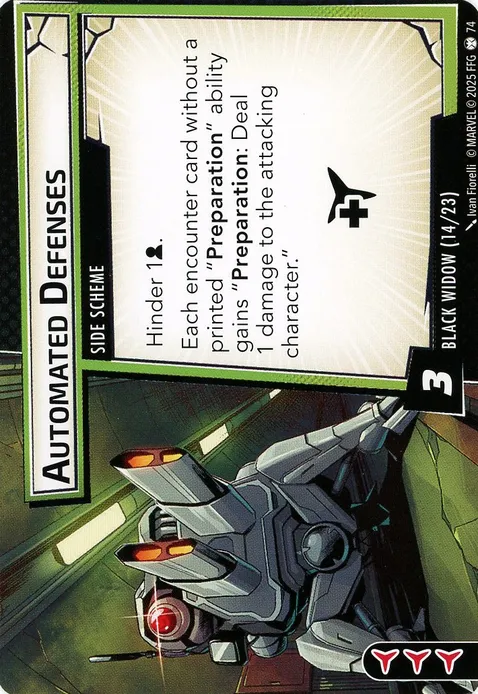 AUTOMATED DEFENSES
SIDE SCHEME
Hinder 1.
Each encounter card without a
printed “Preparation” ability
gains “Preparation: Deal
1 damage to the attacking
character.”
3
BLACK WIDOW (14/23)
Ivan Fiorelli © MARVEL © 2025 FFG 74